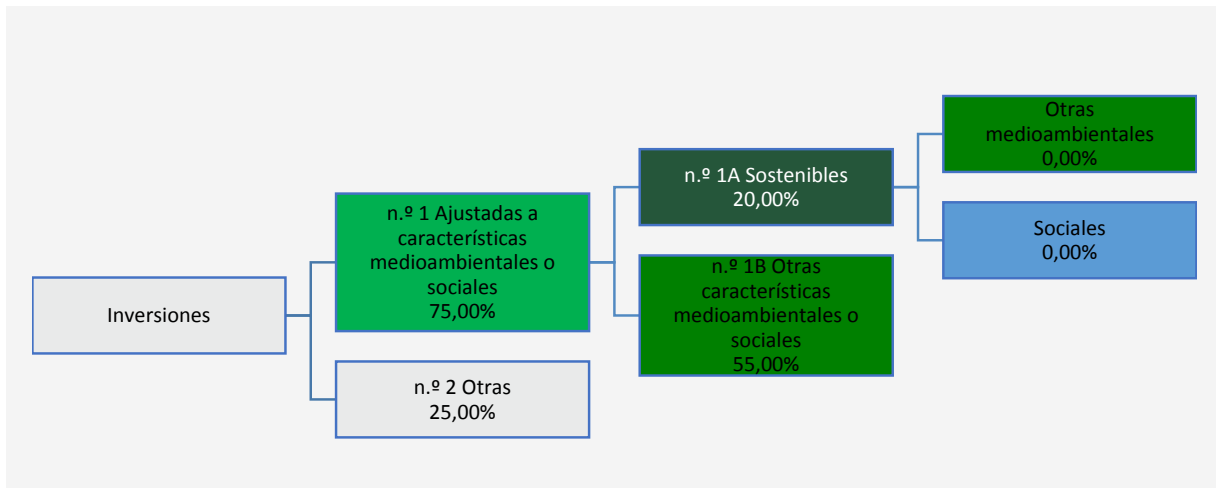 Inversiones
n.º 1 Ajustadas a
características
medioambientales o
sociales
75,00%
n.º 2 Otras
25,00%
n.º 1A Sostenibles
20,00%
n.º 1B Otras
características
medioambientales o
sociales
55,00%
Otras
medioambientales
0,00%
Sociales
0,00%